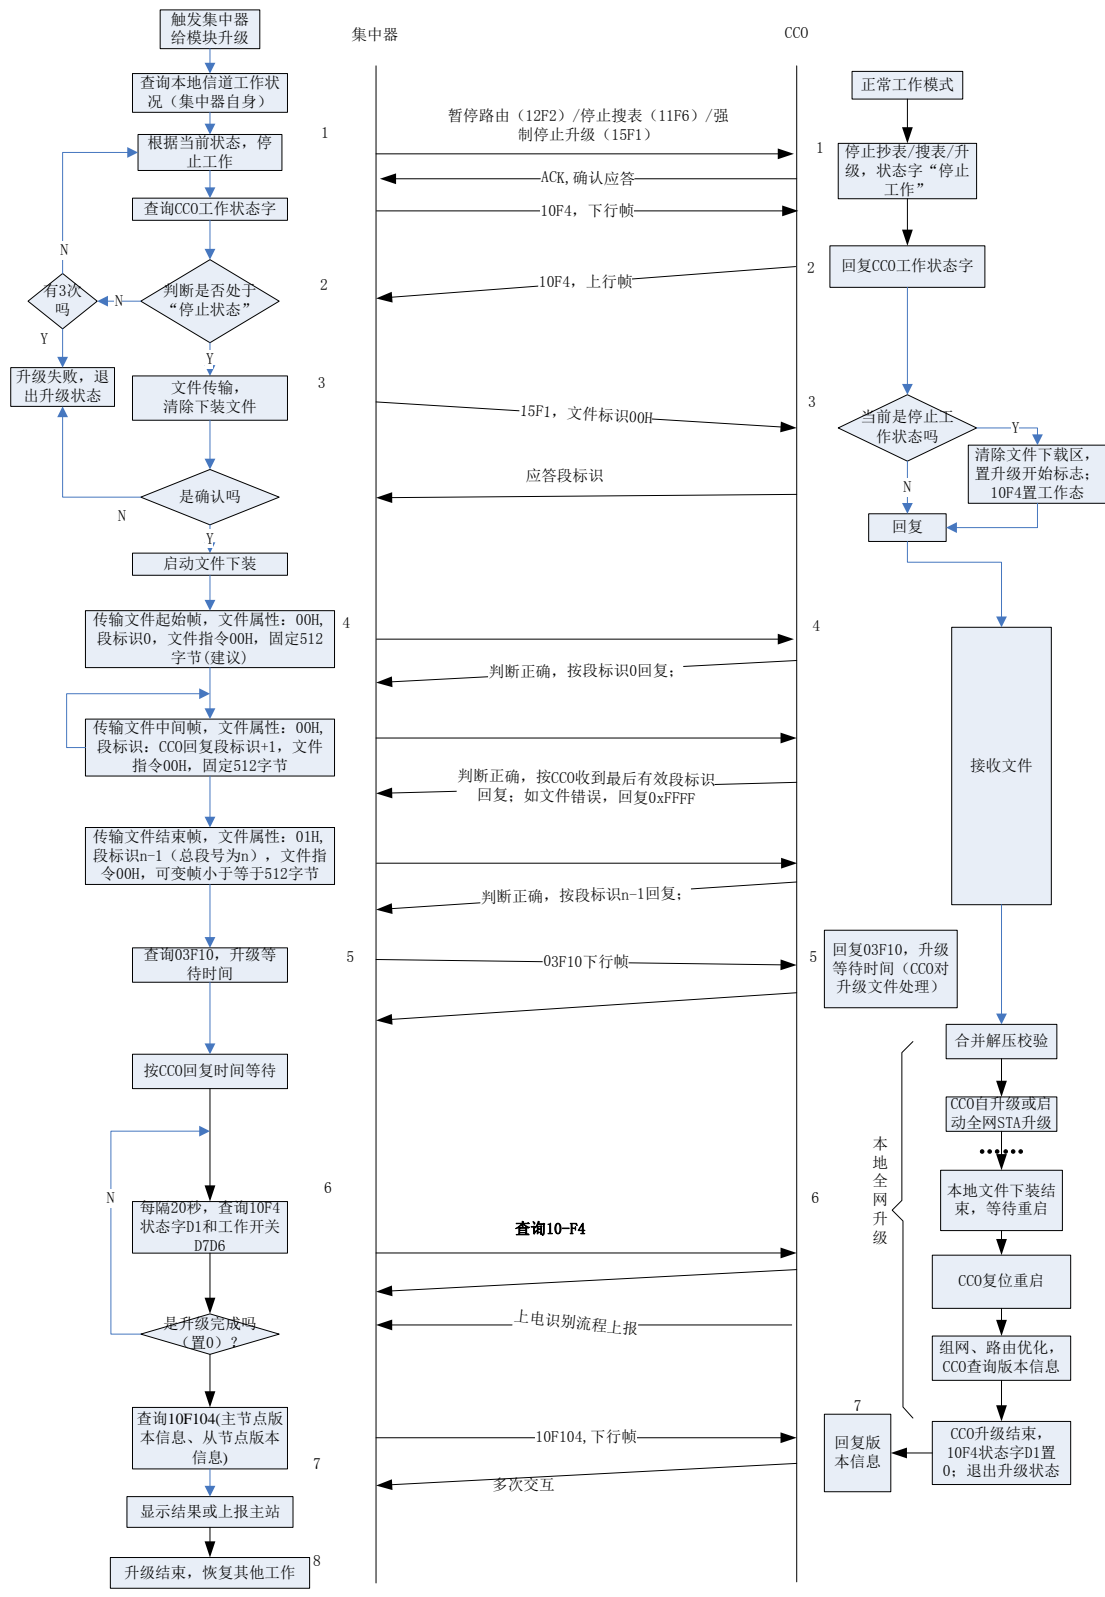 触发集中器
给模块升级
查询本地信道工作状
况（集中器自身）
1
根据当前状态，停
止工作
查询CCO工作状态字
N
有3次
吗
N
判断是否处于
“停止状态”
2
Y
升级失败，退
出升级状态
Y,
文件传输，
清除下装文件
3
是确认吗
N
Y,
启动文件下装
传输文件起始帧，文件属性：00H,
段标识0，文件指令00H，固定512
字节(建议)
4
传输文件中间帧，文件属性：00H,
段标识：CCO回复段标识+1，文件
指令00H，固定512字节
传输文件结束帧，文件属性：01H,
段标识n-1（总段号为n），文件指
令00H，可变帧小于等于512字节
查询03F10，升级等
待时间
5
按CCO回复时间等待
N
6
每隔20秒，查询10F4
状态字D1和工作开关
D7D6
是升级完成吗
（置0）？
查询10F104(主节点版
本信息、从节点版本
信息)
7
显示结果或上报主站
升级结束，恢复其他工作
8
集中器
CCO
暂停路由（12F2）/停止搜表（11F6）/强
制停止升级（15F1）
ACK,确认应答
10F4，下行帧
10F4，上行帧
15F1，文件标识00H
应答段标识
判断正确，按段标识0回复；
判断正确，按CCO收到最后有效段标识
回复；如文件错误，回复0xFFFF
判断正确，按段标识n-1回复；
03F10下行帧
查询10-F4
上电识别流程上报
10F104,下行帧
多次交互
正常工作模式
1
停止抄表/搜表/升
级，状态字“停止
工作”
2
回复CCO工作状态字
3
当前是停止工
作状态吗
Y
清除文件下载区，
置升级开始标志；
10F4置工作态
N
回复
4
接收文件
5
回复03F10，升级
等待时间（CCO对
升级文件处理）
合并解压校验
CCO自升级或启
动全网STA升级
......
本地文件下装结
束，等待重启
本
地
全
网
升
级
6
CCO复位重启
组网、路由优化，
CCO查询版本信息
7
回复版
本信息
CCO升级结束，
10F4状态字D1置
0；退出升级状态